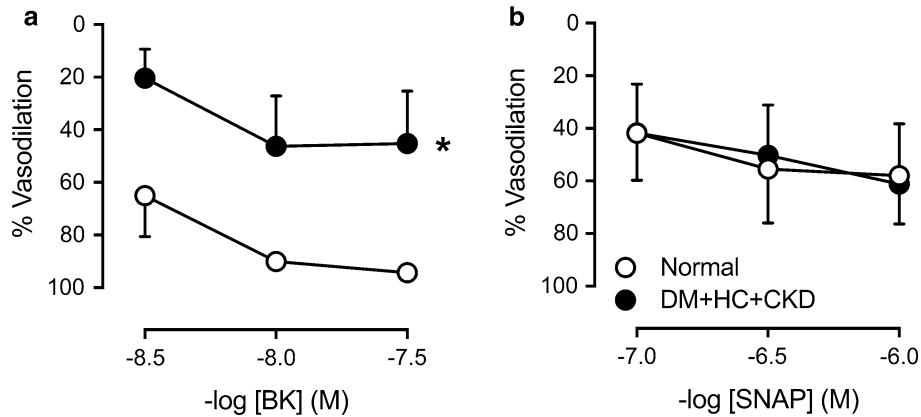 a
0
20
40
60
80
100
% Vasodilation
*
-8.5 -8.0 -7.5
-log [BK] (M)
b
0
20
40
60
80
100
% Vasodilation
Normal
DM+HC+CKD
-7.0 -6.5 -6.0
-log [SNAP] (M)